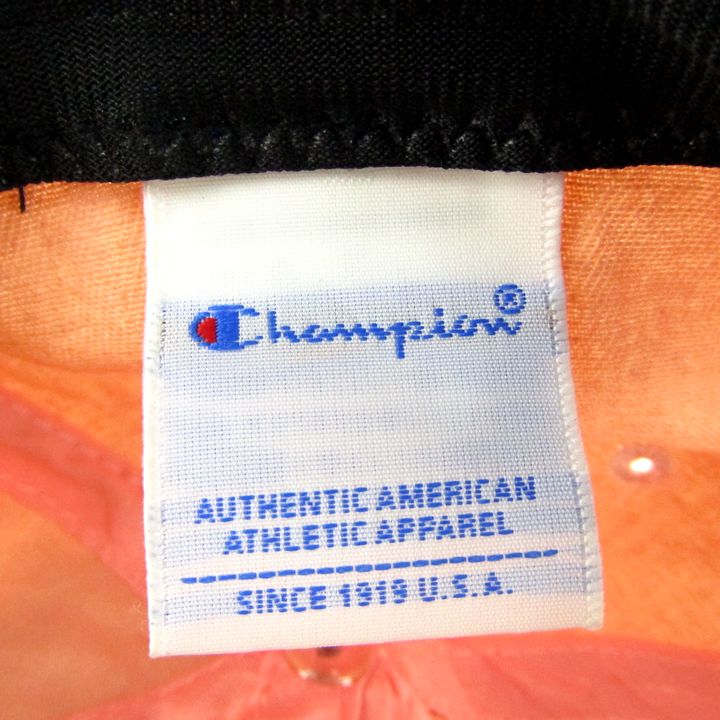 Champion®
AUTHENTIC AMERICAN
ATHLETIC APPAREL
SINCE 1919 U.S.A.